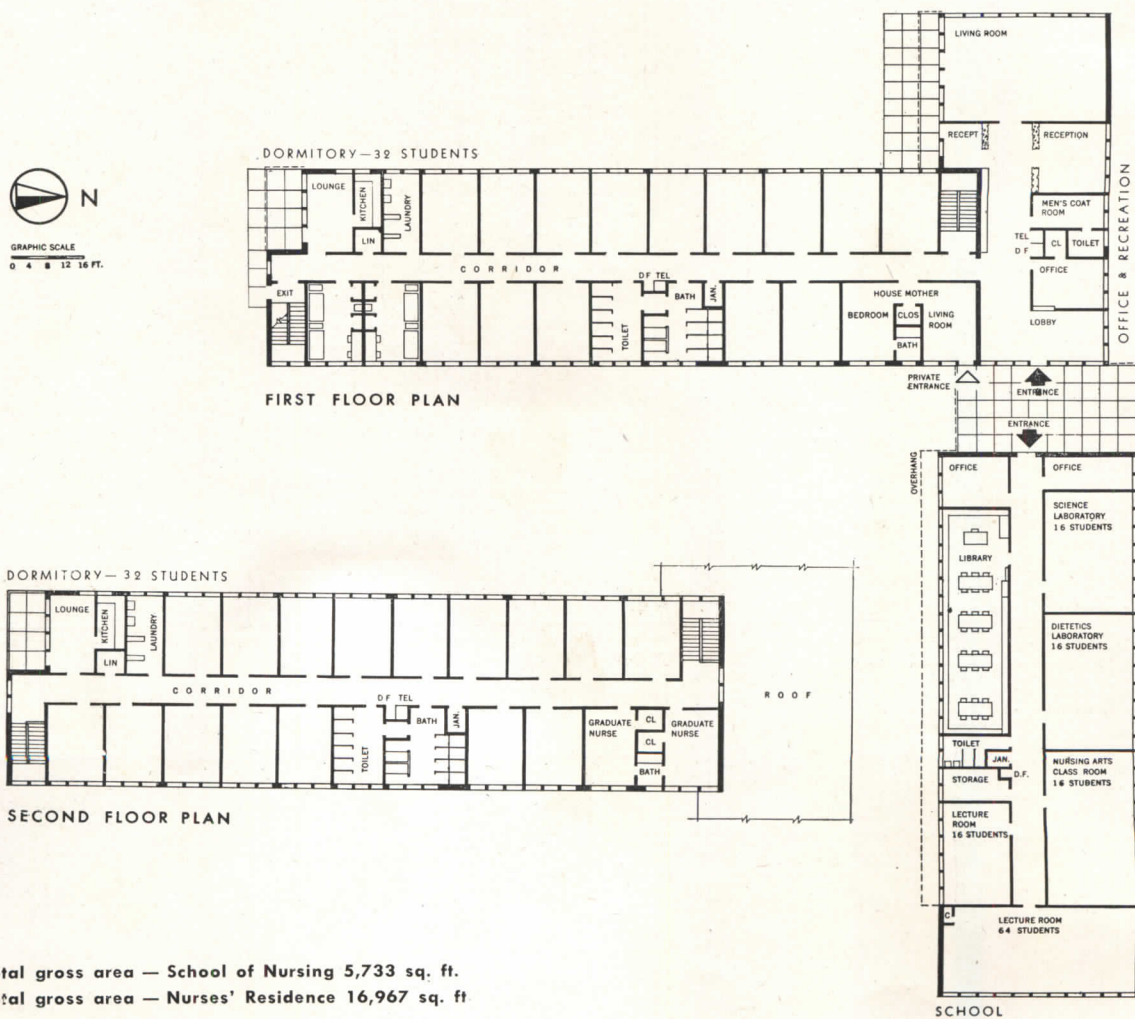 LIVING ROOM
RECEPT
RECEPTION
MEN'S COAT
ROOM
TEL
D F
CL
TOILET
OFFICE
LOBBY
OFFICE & RECREATION
DORMITORY—32 STUDENTS
N
GRAPHIC SCALE
0 4 8 12 16 FT.
LOUNGE
KITCHEN
LAUNDRY
LIN
CORRIDOR
EXIT
D F TEL
TOILET
BATH
JAN.
HOUSE MOTHER
BEDROOM
CLOS
LIVING
ROOM
BATH
FIRST FLOOR PLAN
PRIVATE
ENTRANCE
ENTRANCE
ENTRANCE
OVERHANG
OFFICE
OFFICE
SCIENCE
LABORATORY
16 STUDENTS
LIBRARY
DIETETICS
LABORATORY
16 STUDENTS
TOILET
JAN.
STORAGE
D.F.
NURSING ARTS
CLASS ROOM
16 STUDENTS
LECTURE
ROOM
16 STUDENTS
C
LECTURE ROOM
64 STUDENTS
SCHOOL
DORMITORY—32 STUDENTS
LOUNGE
KITCHEN
LAUNDRY
LIN
CORRIDOR
D F TEL
TOILET
BATH
JAN.
GRADUATE
NURSE
CL
CL
BATH
GRADUATE
NURSE
ROOF
SECOND FLOOR PLAN
tal gross area — School of Nursing 5,733 sq. ft.
tal gross area — Nurses' Residence 16,967 sq. ft